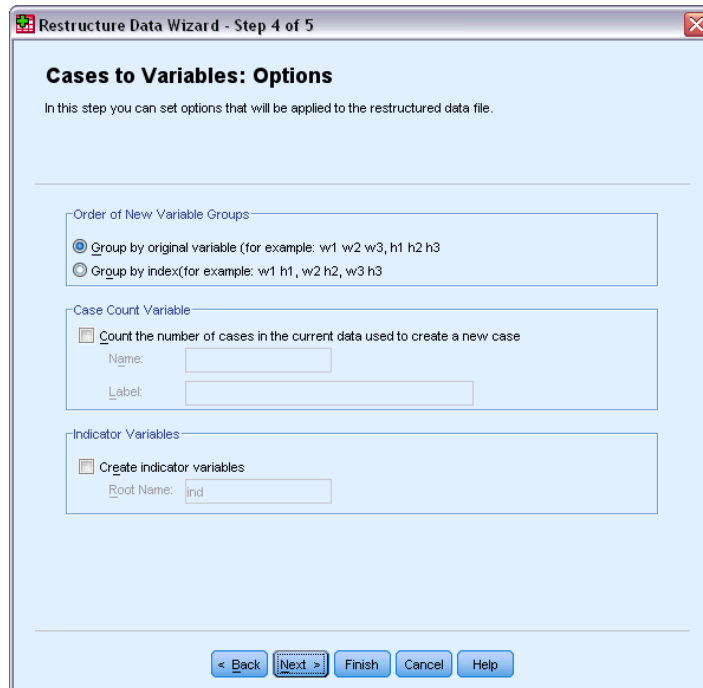 Restructure Data Wizard - Step 4 of 5
Cases to Variables: Options
In this step you can set options that will be applied to the restructured data file.
Order of New Variable Groups
Group by original variable (for example: w1 w2 w3, h1 h2 h3
Group by index(for example: w1 h1, w2 h2, w3 h3
Case Count Variable
Count the number of cases in the current data used to create a new case
Name:
Label:
Indicator Variables
Create indicator variables
Root Name: ind
< Back Next > Finish Cancel Help